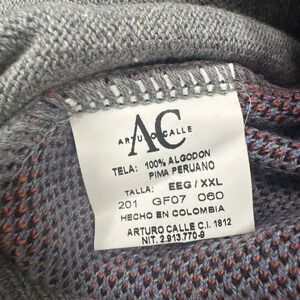 AC
ARTURO CALLE
TELA: 100% ALGODON
PIMA PERUANO
TALLA: EEG / XXL
201 GF07 060
HECHO EN COLOMBIA
ARTURO CALLE C.I. 1812
NIT. 2.913.770-9